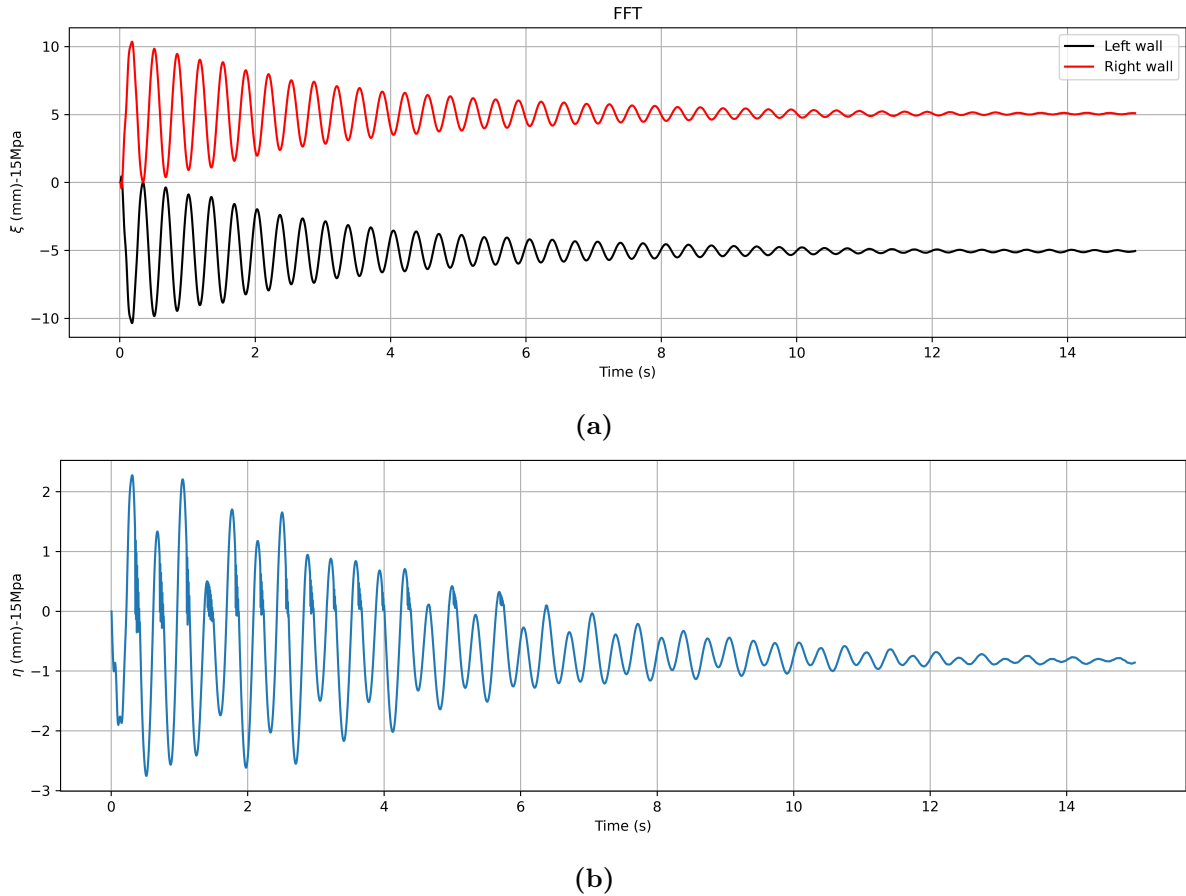 FFT
Left wall
Right wall
10
5
0
−5
−10
ξ (mm)-15Mpa
0 2 4 6 8 10 12 14
Time (s)
(a)
2
1
0
−1
−2
−3
η (mm)-15Mpa
0 2 4 6 8 10 12 14
Time (s)
(b)